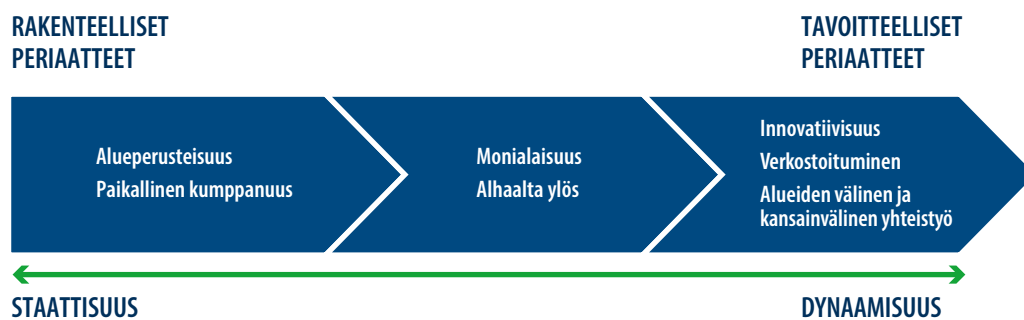 RAKENTEELLISET
PERIAATTEET
TAVOITTEELLISET
PERIAATTEET
Alueperusteisuus
Paikallinen kumppanuus
Monialaisuus
Alhaalta ylös
Innovatiivisuus
Verkostoituminen
Alueiden välinen ja
kansainvälinen yhteistyö
STAATTISUUS
DYNAAMISUUS